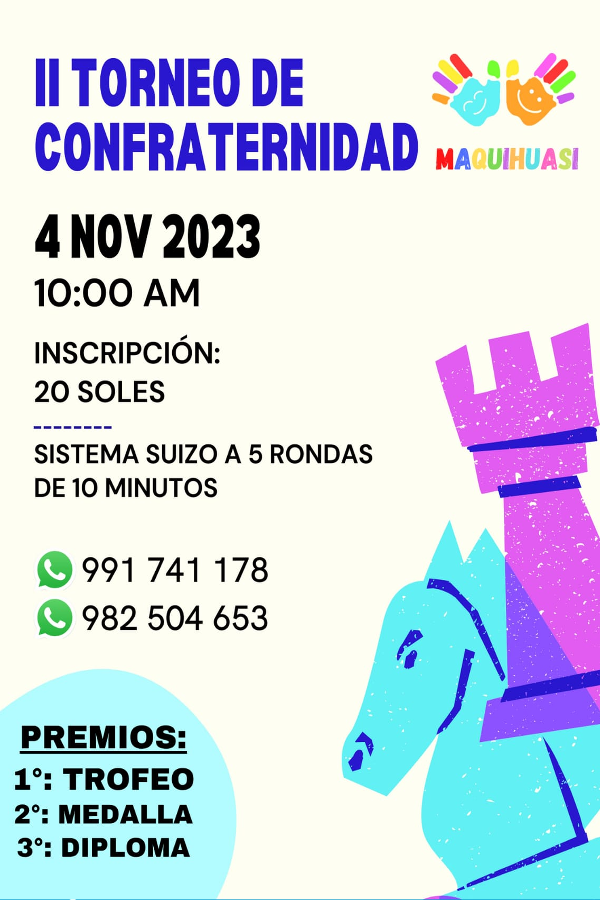 II TORNEO DE
CONFRATERNIDAD
MAQUIHUASI
4 NOV 2023
10:00 AM
INSCRIPCIÓN:
20 SOLES
--------
SISTEMA SUIZO A 5 RONDAS
DE 10 MINUTOS
991 741 178
982 504 653
PREMIOS:
1°: TROFEO
2°: MEDALLA
3°: DIPLOMA